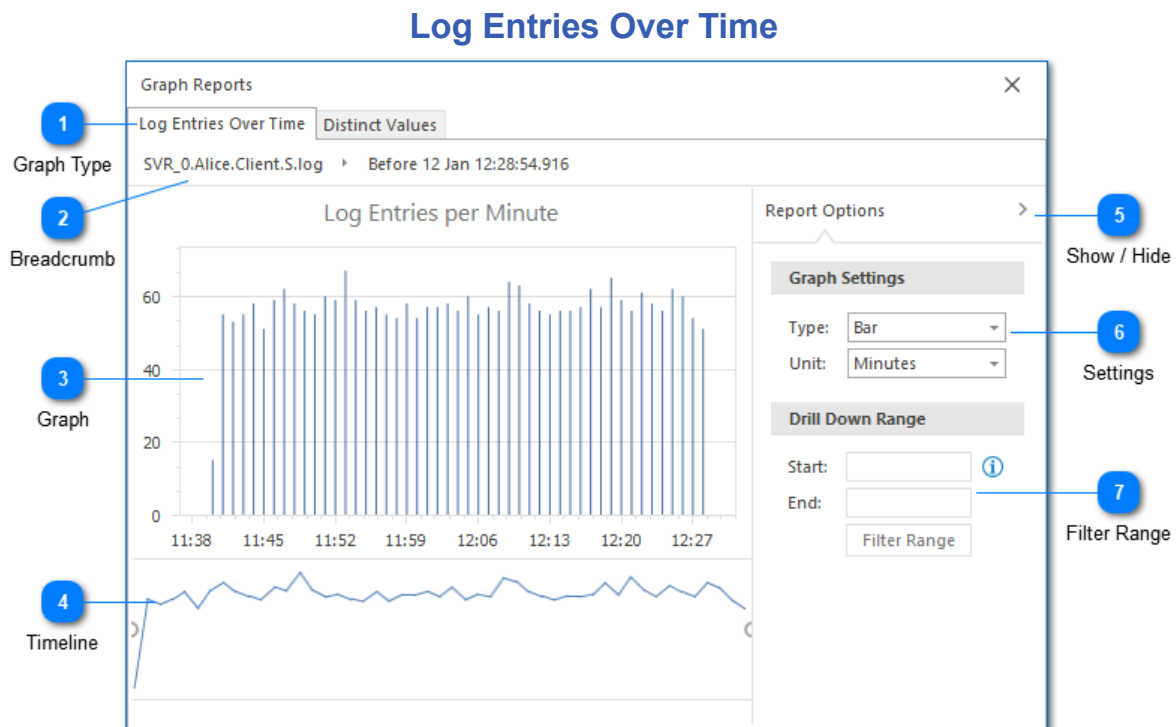 Log Entries Over Time
Graph Reports
1
Log Entries Over Time
Distinct Values
Graph Type
SVR_0.Alice.Client.S.log
Before 12 Jan 12:28:54.916
2
Breadcrumb
Log Entries per Minute
Report Options
5
Show / Hide
Graph Settings
Type: Bar
6
Unit: Minutes
Settings
60
40
20
0
3
Graph
11:38 11:45 11:52 11:59 12:06 12:13 12:20 12:27
Drill Down Range
Start:
End:
7
Filter Range
Filter Range
4
Timeline